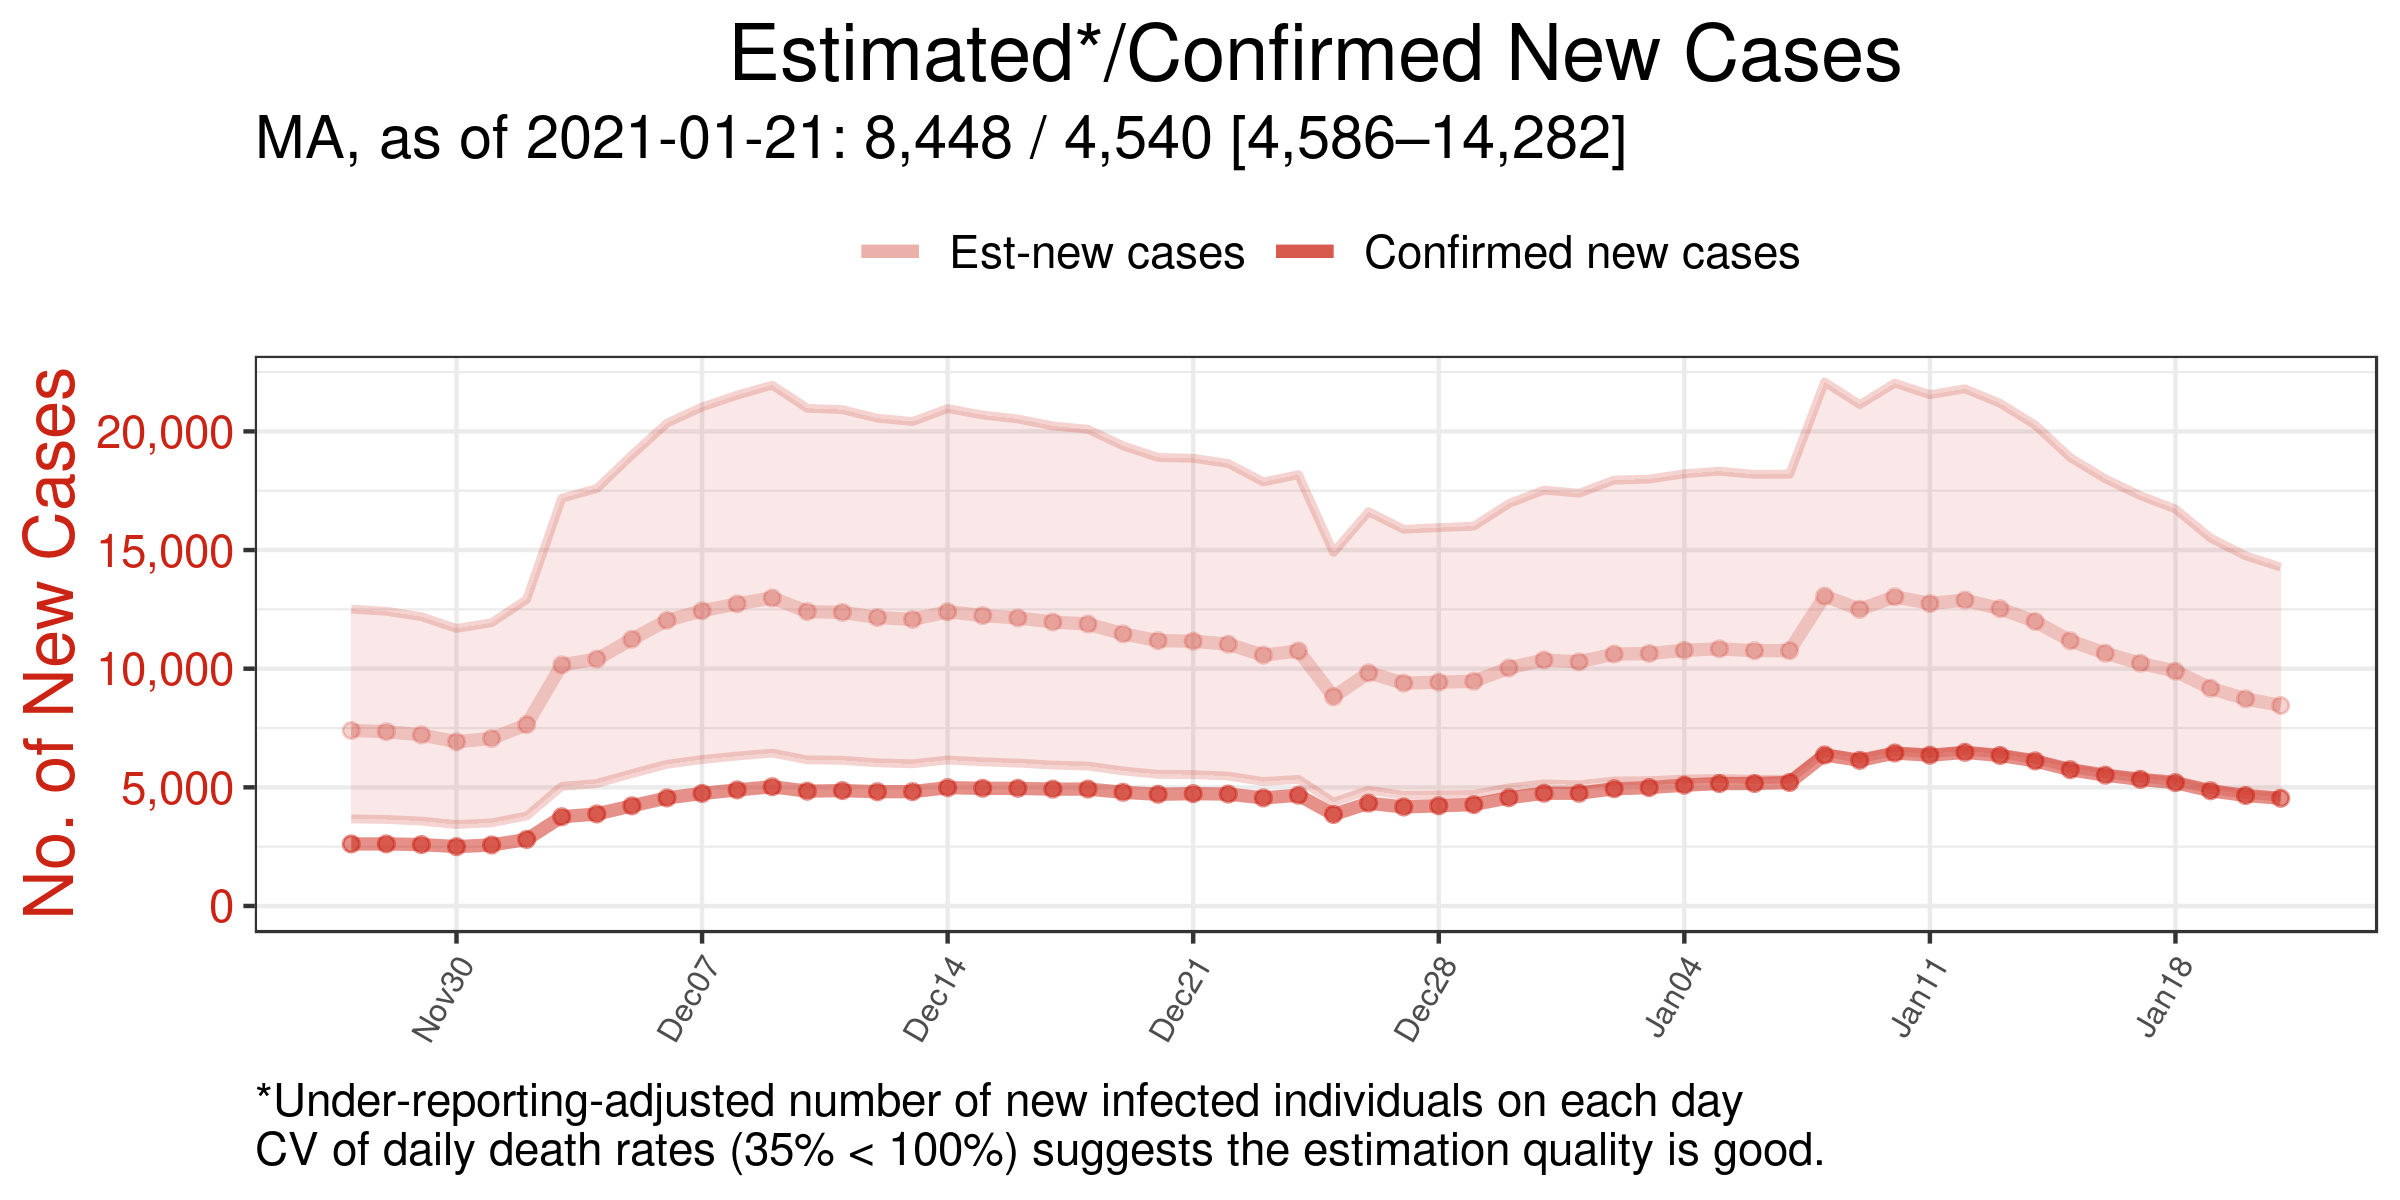 Estimated*/Confirmed New Cases
MA, as of 2021-01-21: 8,448 / 4,540 [4,586–14,282]
Est-new cases
Confirmed new cases
No. of New Cases
20,000
15,000
10,000
5,000
0
Nov30
Dec07
Dec14
Dec21
Dec28
Jan04
Jan11
Jan18
*Under-reporting-adjusted number of new infected individuals on each day
CV of daily death rates (35% < 100%) suggests the estimation quality is good.